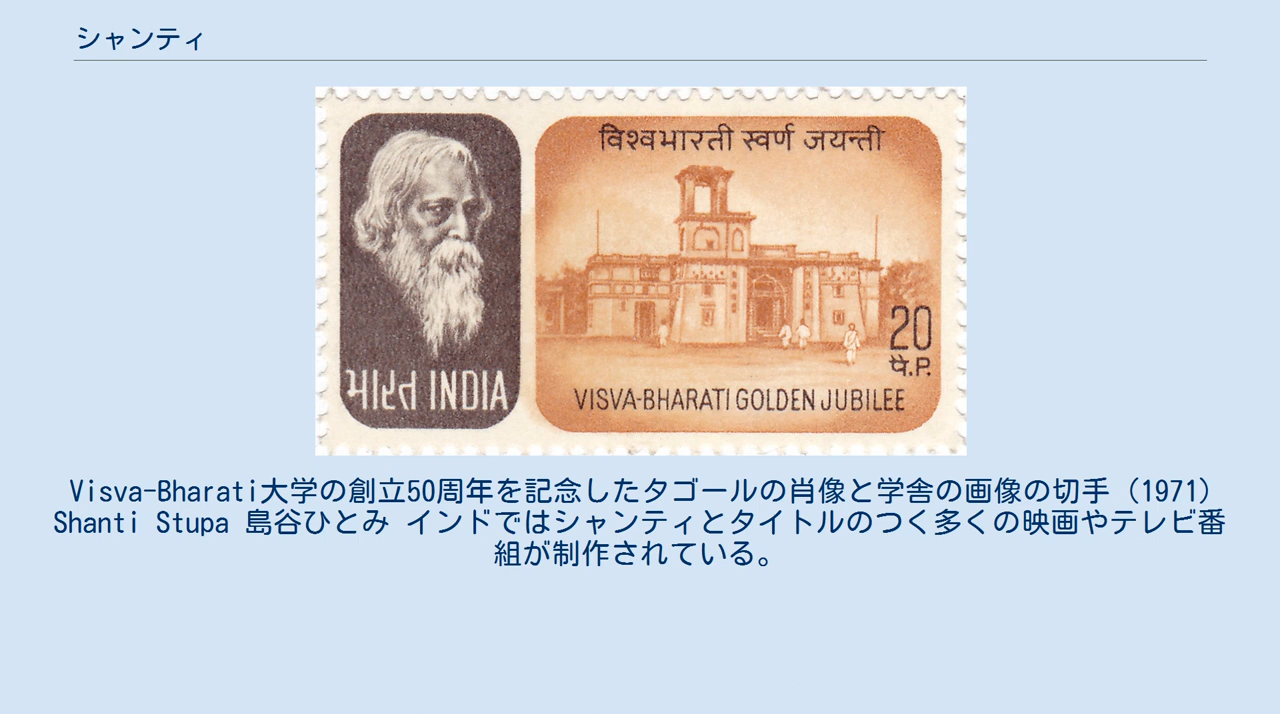 シャンティ
विश्वभारती स्वर्ण जयन्ती
भारत INDIA
20
पै.P.
VISVA-BHARATI GOLDEN JUBILEE
Visva-Bharati大学の創立50周年を記念したタゴールの肖像と学舎の画像の切手（1971）
Shanti Stupa 島谷ひとみ インドではシャンティとタイトルのつく多くの映画やテレビ番
組が制作されている。